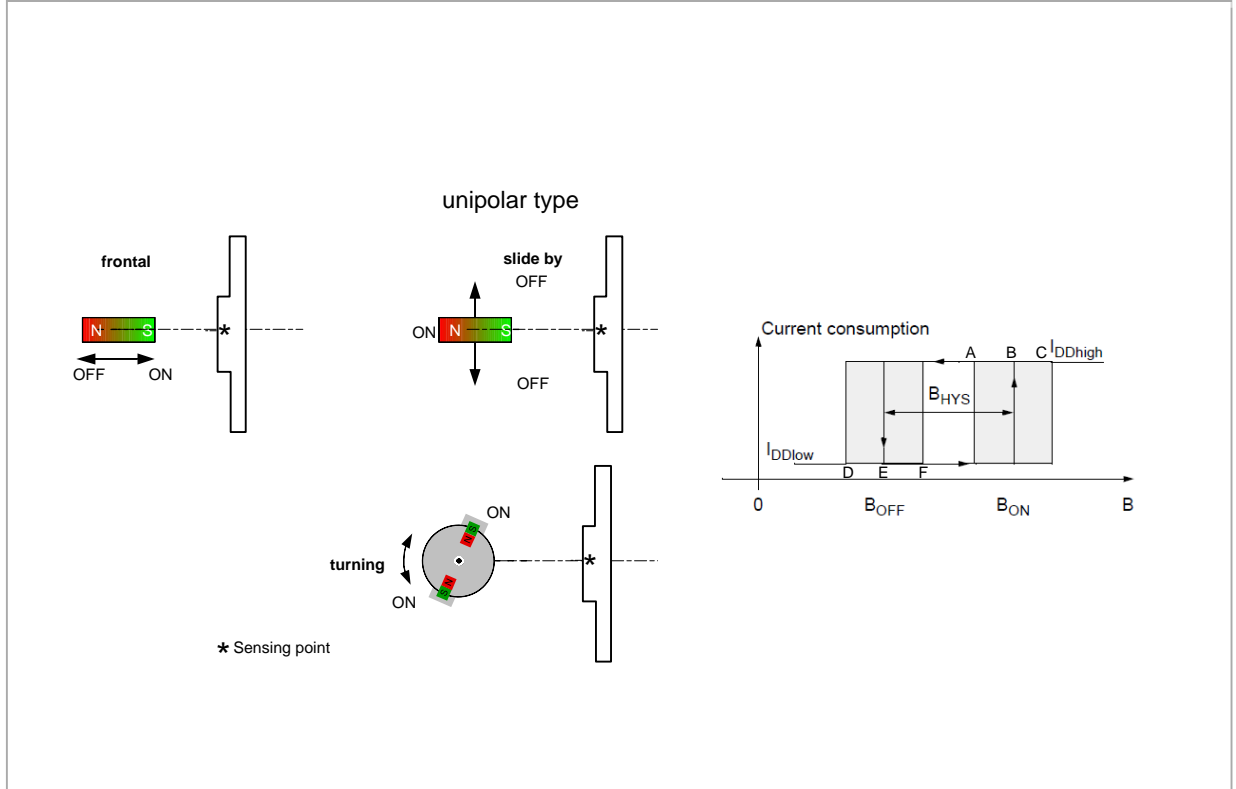 unipolar type
frontal
N S
OFF ON
slide by
OFF
ON N S
OFF
turning
ON
S
N
N
S
ON
* Sensing point
Current consumption
A B C IDDhigh
BHYS
IDDlow
D E F
0 BOFF BON B